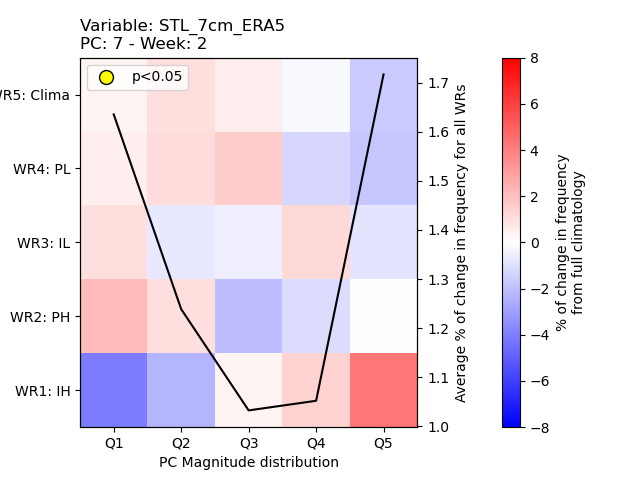 Variable: STL_7cm_ERA5
PC: 7 - Week: 2
p<0.05
WR5: Clima
WR4: PL
WR3: IL
WR2: PH
WR1: IH
Q1 Q2 Q3 Q4 Q5
PC Magnitude distribution
1.7
1.6
1.5
1.4
1.3
1.2
1.1
1.0
Average % of change in frequency for all WRs
8
6
4
2
0
−2
−4
−6
−8
% of change in frequency
from full climatology